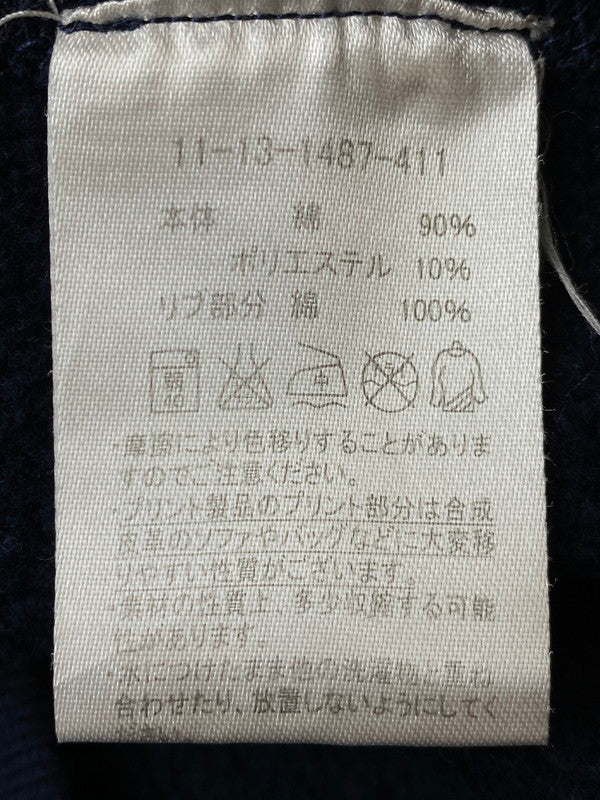 11-13-1487-411
本体 綿 90%
ポリエステル 10%
リブ部分 綿 100%
弱 40
中
・摩擦により色移りすることがありま
すのでご注意ください。
・プリント製品のプリント部分は合成
皮革のソファやバッグなどに大変移
りやすい性質がございます。
・素材の性質上、多少収縮する可能
性があります。
・水につけたまま他の洗濯物と重ね
合わせたり、放置しないようにしてく
ださい。